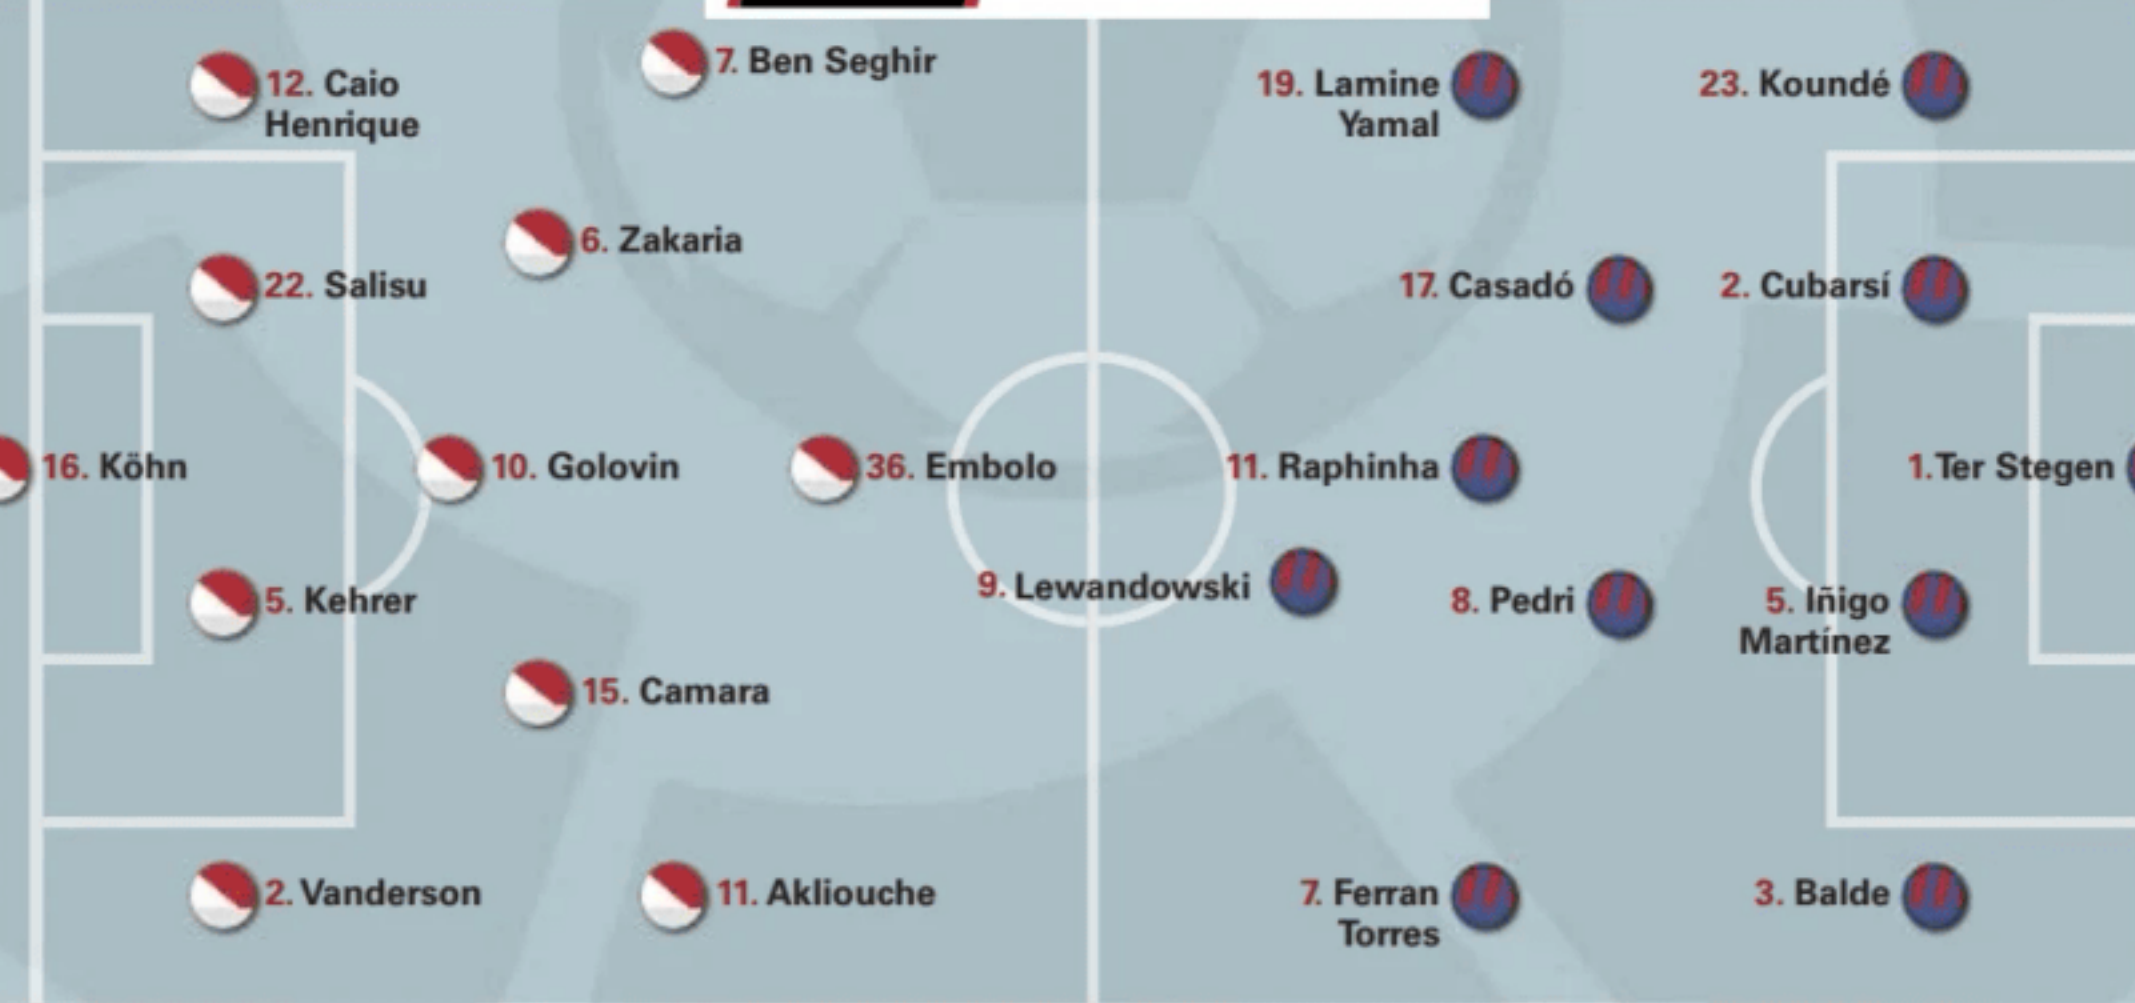 12. Caio
Henrique
7. Ben Seghir
19. Lamine
Yamal
23. Koundé
6. Zakaria
22. Salisu
17. Casadó
2. Cubarsí
16. Köhn
10. Golovin
36. Embolo
11. Raphinha
1.Ter Stegen
9. Lewandowski
5. Kehrer
8. Pedri
5. Iñigo
Martínez
15. Camara
2. Vanderson
11. Akliouche
7. Ferran
Torres
3. Balde